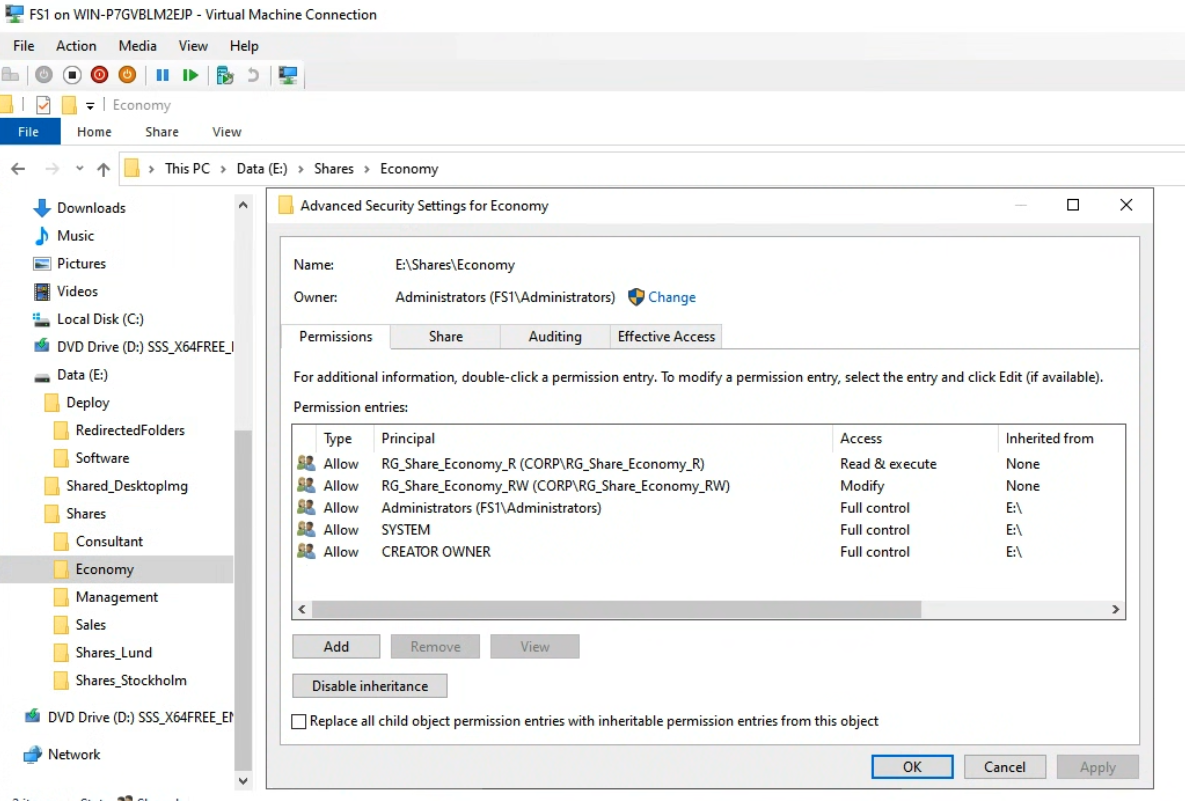 FS1 on WIN-P7GVBLM2EJP - Virtual Machine Connection
File Action Media View Help
Economy
File Home Share View
This PC > Data (E:) > Shares > Economy
Downloads
Music
Pictures
Videos
Local Disk (C:)
DVD Drive (D:) SSS_X64FREE_
Data (E:)
Deploy
RedirectedFolders
Software
Shared_DesktopImg
Shares
Consultant
Economy
Management
Sales
Shares_Lund
Shares_Stockholm
DVD Drive (D:) SSS_X64FREE_EN
Network
Advanced Security Settings for Economy
Name: E:\Shares\Economy
Owner: Administrators (FS1\Administrators) Change
Permissions Share Auditing Effective Access
For additional information, double-click a permission entry. To modify a permission entry, select the entry and click Edit (if available).
Permission entries:
Type Principal Access Inherited from
Allow RG_Share_Economy_R (CORP\RG_Share_Economy_R) Read & execute None
Allow RG_Share_Economy_RW (CORP\RG_Share_Economy_RW) Modify None
Allow Administrators (FS1\Administrators) Full control E:\
Allow SYSTEM Full control E:\
Allow CREATOR OWNER Full control E:\
Add Remove View
Disable inheritance
Replace all child object permission entries with inheritable permission entries from this object
OK Cancel Apply